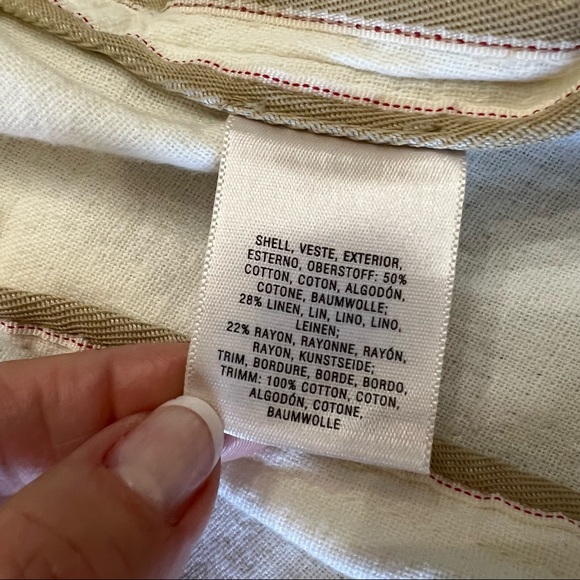 SHELL, VESTE, EXTERIOR,
ESTERNO, OBERSTOFF: 50%
COTTON, COTON, ALGODÓN,
COTONE, BAUMWOLLE;
28% LINEN, LIN, LINO, LINO,
LEINEN;
22% RAYON, RAYONNE, RAYÓN,
RAYON, KUNSTSEIDE;
TRIM, BORDURE, BORDE, BORDO,
TRIMM: 100% COTTON, COTON,
ALGODÓN, COTONE,
BAUMWOLLE